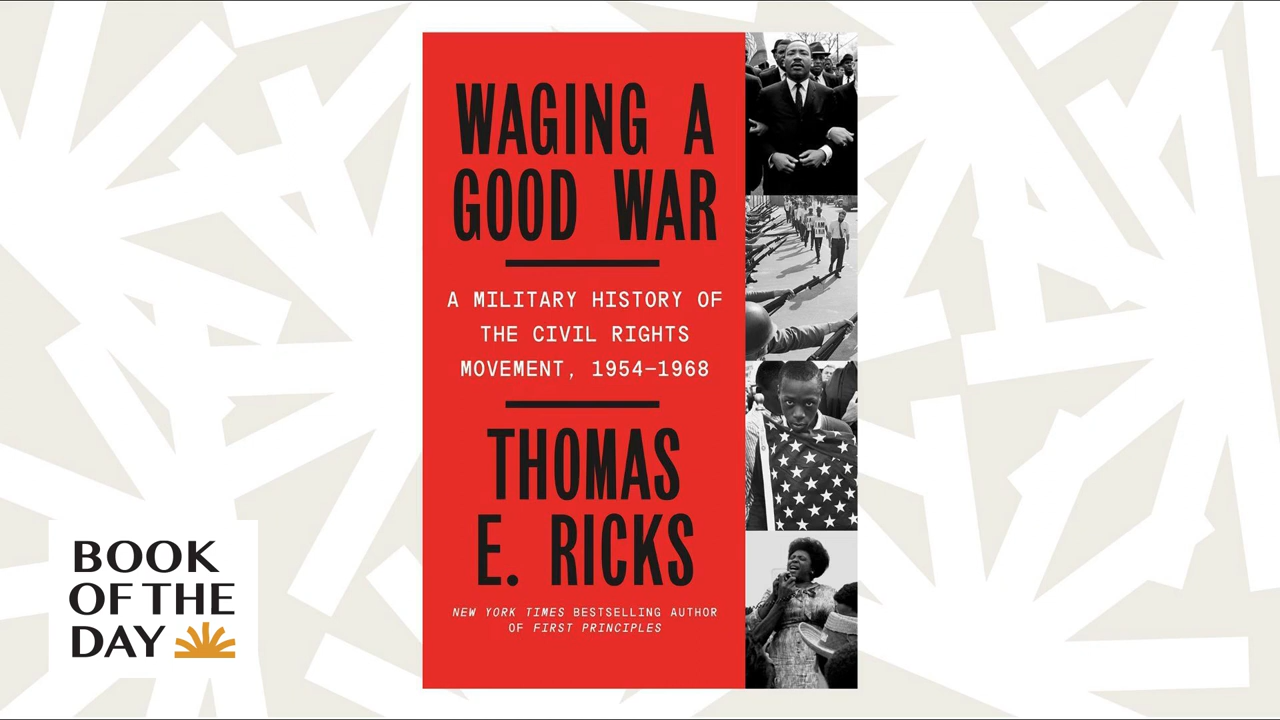 WAGING A
GOOD WAR
A MILITARY HISTORY OF
THE CIVIL RIGHTS
MOVEMENT, 1954–1968
THOMAS
E. RICKS
NEW YORK TIMES BESTSELLING AUTHOR
OF FIRST PRINCIPLES
BOOK
OF THE
DAY